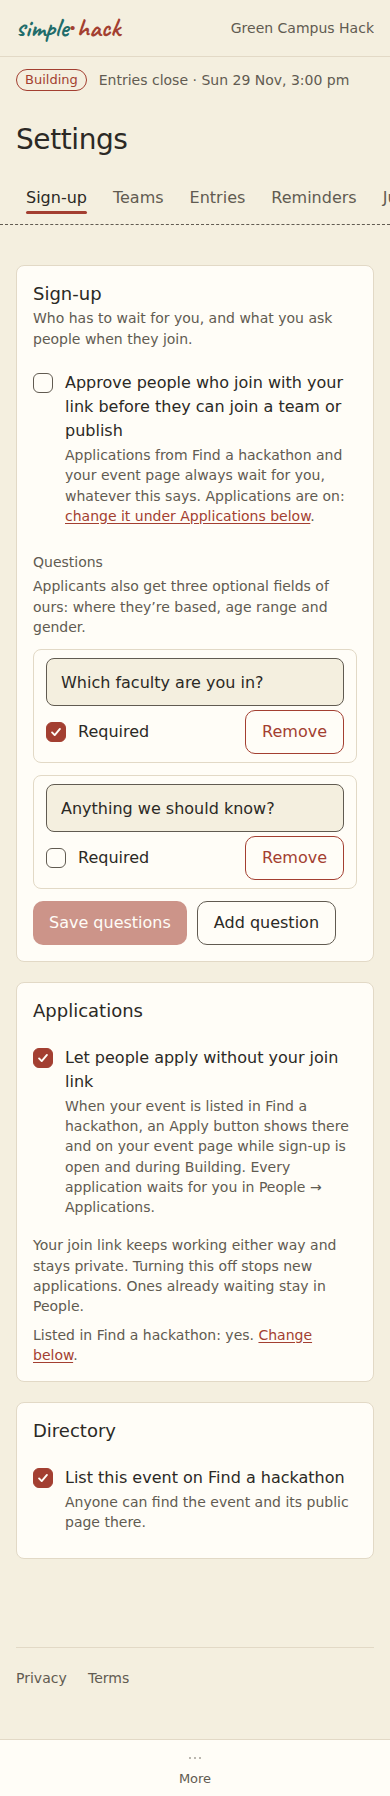 simple·hack
Green Campus Hack
Building
Entries close · Sun 29 Nov, 3:00 pm
Settings
Sign-up Teams Entries Reminders
Sign-up
Who has to wait for you, and what you ask
people when they join.
Approve people who join with your
link before they can join a team or
publish
Applications from Find a hackathon and
your event page always wait for you,
whatever this says. Applications are on:
change it under Applications below.
Questions
Applicants also get three optional fields of
ours: where they’re based, age range and
gender.
Which faculty are you in?
Required
Remove
Anything we should know?
Required
Remove
Save questions
Add question
Applications
Let people apply without your join
link
When your event is listed in Find a
hackathon, an Apply button shows there
and on your event page while sign-up is
open and during Building. Every
application waits for you in People →
Applications.
Your join link keeps working either way and
stays private. Turning this off stops new
applications. Ones already waiting stay in
People.
Listed in Find a hackathon: yes. Change
below.
Directory
List this event on Find a hackathon
Anyone can find the event and its public
page there.
Privacy Terms
...
More